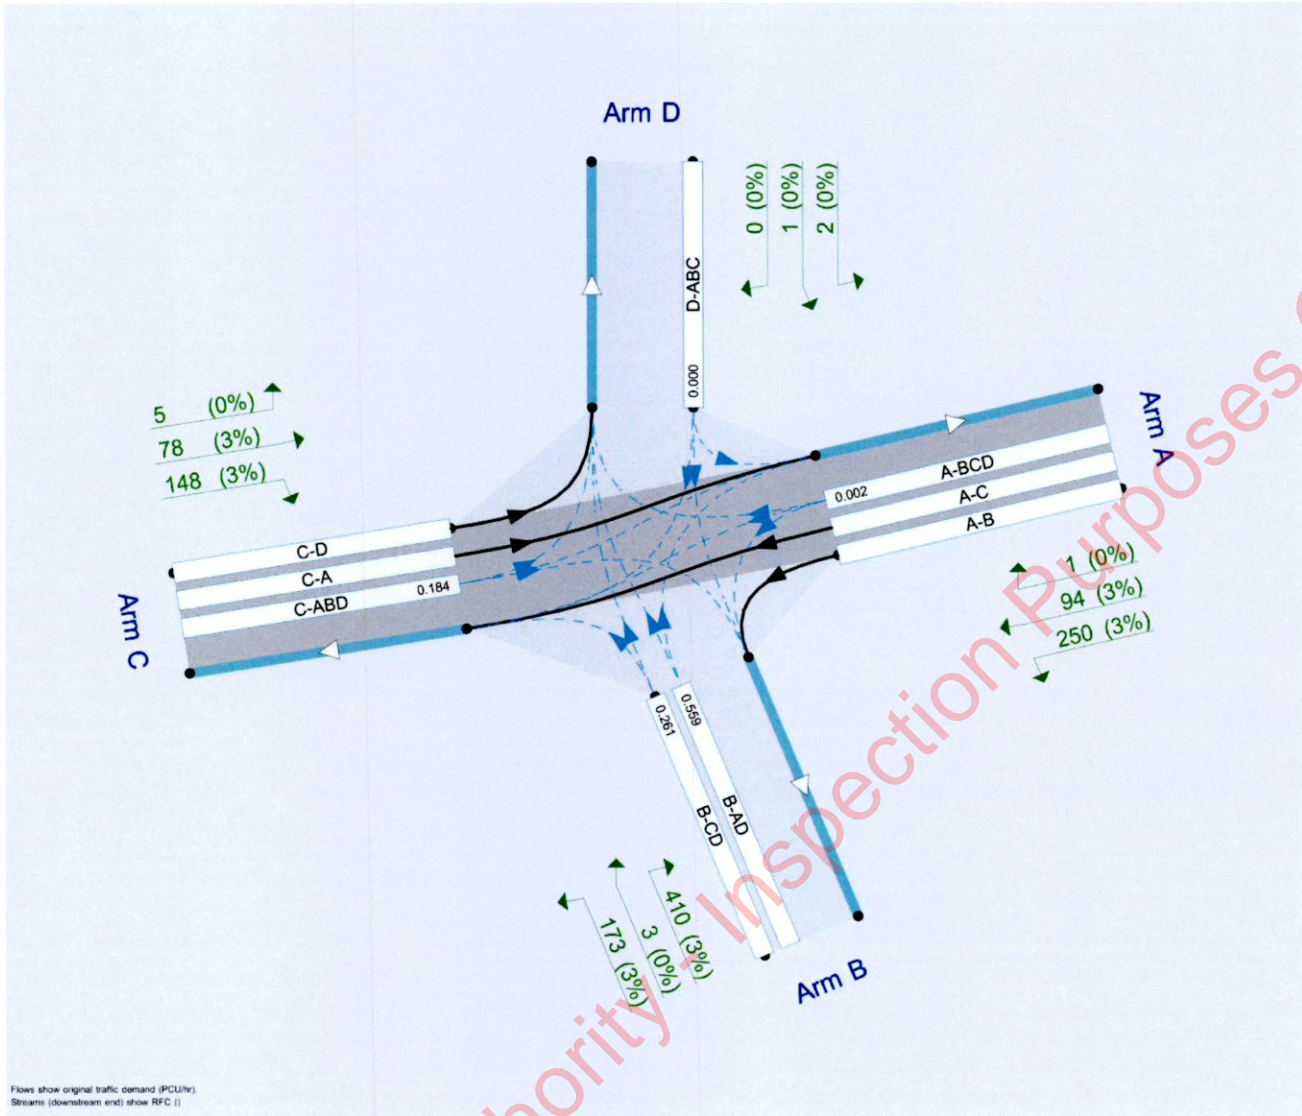 Arm D
0 (0%)
1 (0%)
2 (0%)
D-ABC
0.000
5 (0%)
78 (3%)
148 (3%)
Arm A
A-BCD
0.002
A-C
A-B
C-D
C-A
C-ABD
0.184
Arm C
1 (0%)
94 (3%)
250 (3%)
0.261
0.559
B-CD
B-AD
173 (3%)
3 (0%)
410 (3%)
Arm B
hority - Inspection Purposes
Flows show original traffic demand (PCU/hr).
Streams (downstream end) show RFC ()